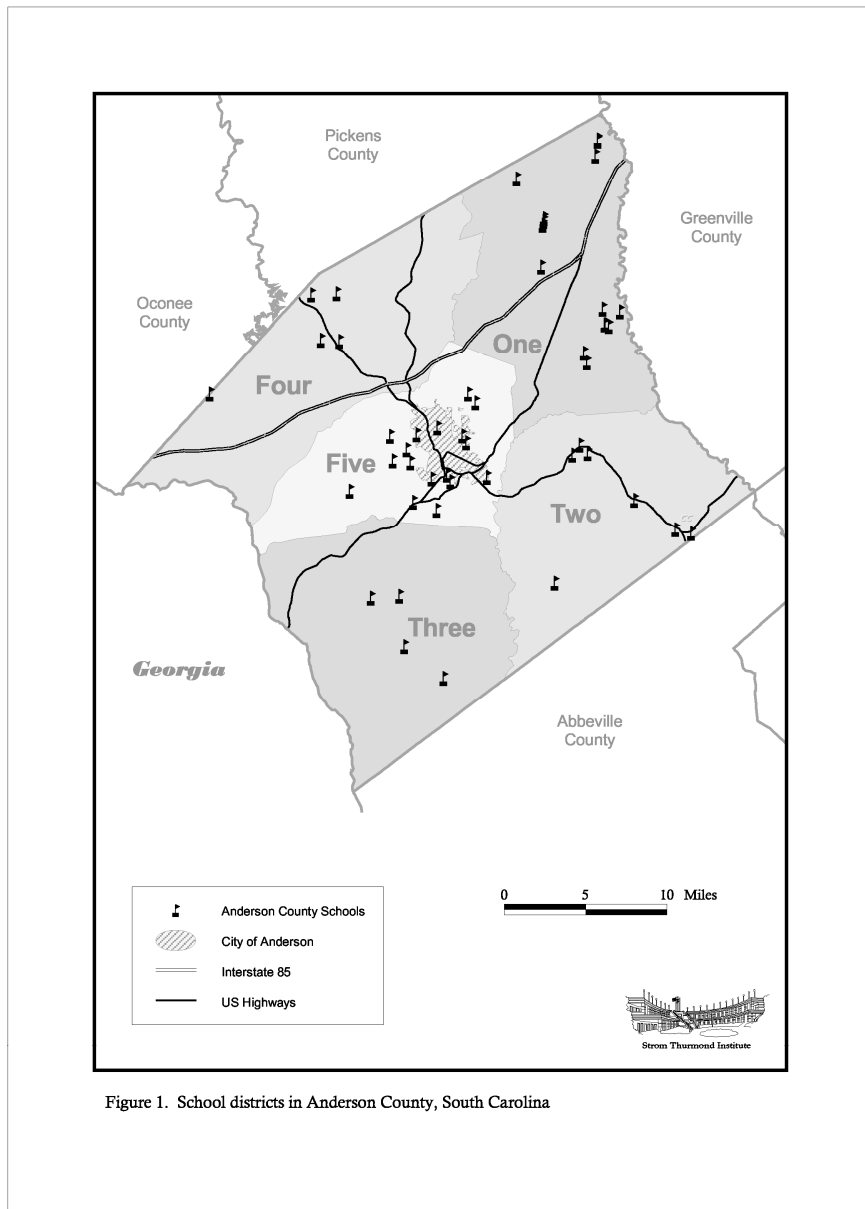 Pickens
County
Greenville
County
Oconee
County
One
Four
Five
Two
Three
Georgia
Abbeville
County
0 5 10 Miles
Anderson County Schools
City of Anderson
Interstate 85
US Highways
Strom Thurmond Institute
Figure 1. School districts in Anderson County, South Carolina